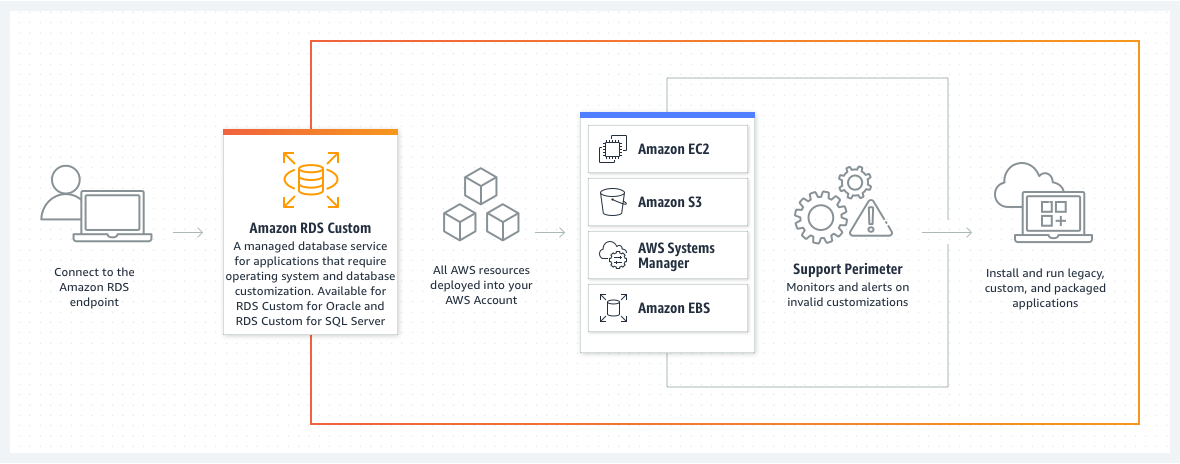 Connect to the
Amazon RDS
endpoint
Amazon RDS Custom
A managed database service
for applications that require
operating system and database
customization. Available for
RDS Custom for Oracle and
RDS Custom for SQL Server
All AWS resources
deployed into your
AWS Account
Amazon EC2
Amazon S3
AWS Systems
Manager
Amazon EBS
Support Perimeter
Monitors and alerts on
invalid customizations
Install and run legacy,
custom, and packaged
applications